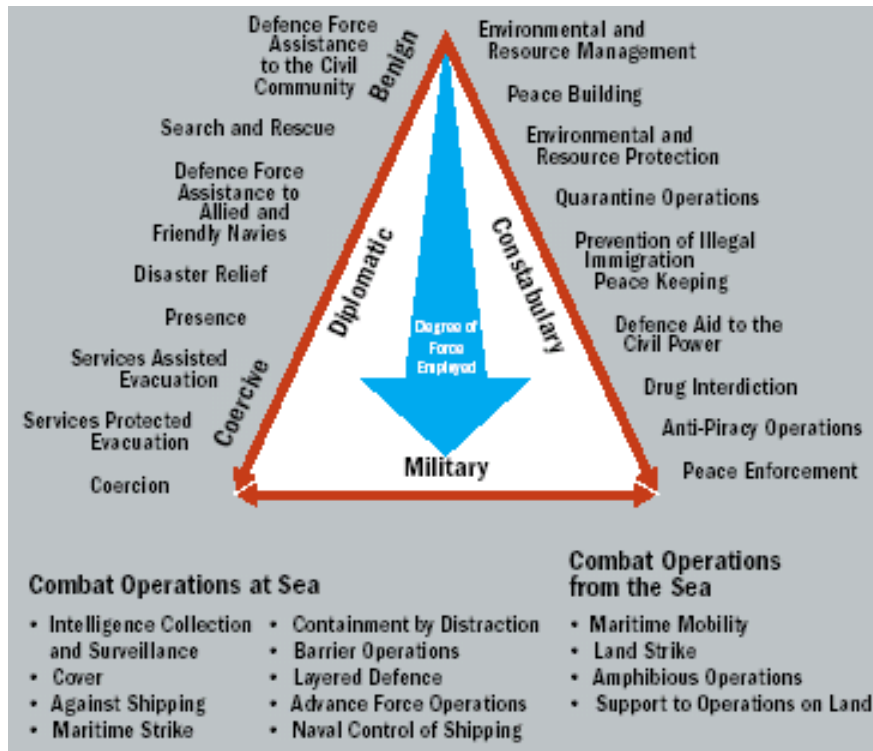 Defence Force
Assistance
to the Civil
Community
Benign
Search and Rescue
Defence Force
Assistance to
Allied and
Friendly Navies
Disaster Relief
Diplomatic
Presence
Services Assisted
Evacuation
Coercive
Services Protected
Evacuation
Coercion
Degree of
Force
Employed
Military
Environmental and
Resource Management
Peace Building
Environmental and
Resource Protection
Quarantine Operations
Constabulary
Prevention of Illegal
Immigration
Peace Keeping
Defence Aid to the
Civil Power
Drug Interdiction
Anti-Piracy Operations
Peace Enforcement
Combat Operations at Sea
• Intelligence Collection
and Surveillance
• Cover
• Against Shipping
• Maritime Strike
• Containment by Distraction
• Barrier Operations
• Layered Defence
• Advance Force Operations
• Naval Control of Shipping
Combat Operations
from the Sea
• Maritime Mobility
• Land Strike
• Amphibious Operations
• Support to Operations on Land